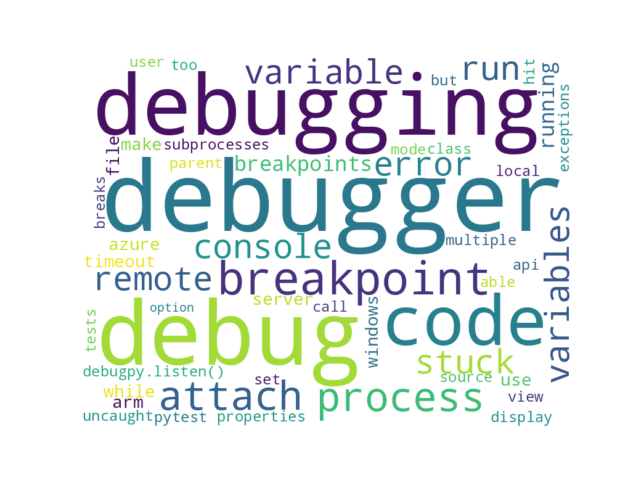 user
too
variable
run
but
hit
debugging
running
exceptions
file
make
subprocesses
mode
class
parent
breakpoints
error
local
breaks
debugger
azure
console
multiple
variables
timeout
remote
breakpoint
api
able
server
call
option
windows
tests
debug
code
stuck
debugpy.listen()
set
source
use
while
arm
attach
process
view
uncaught
pytest
properties
display